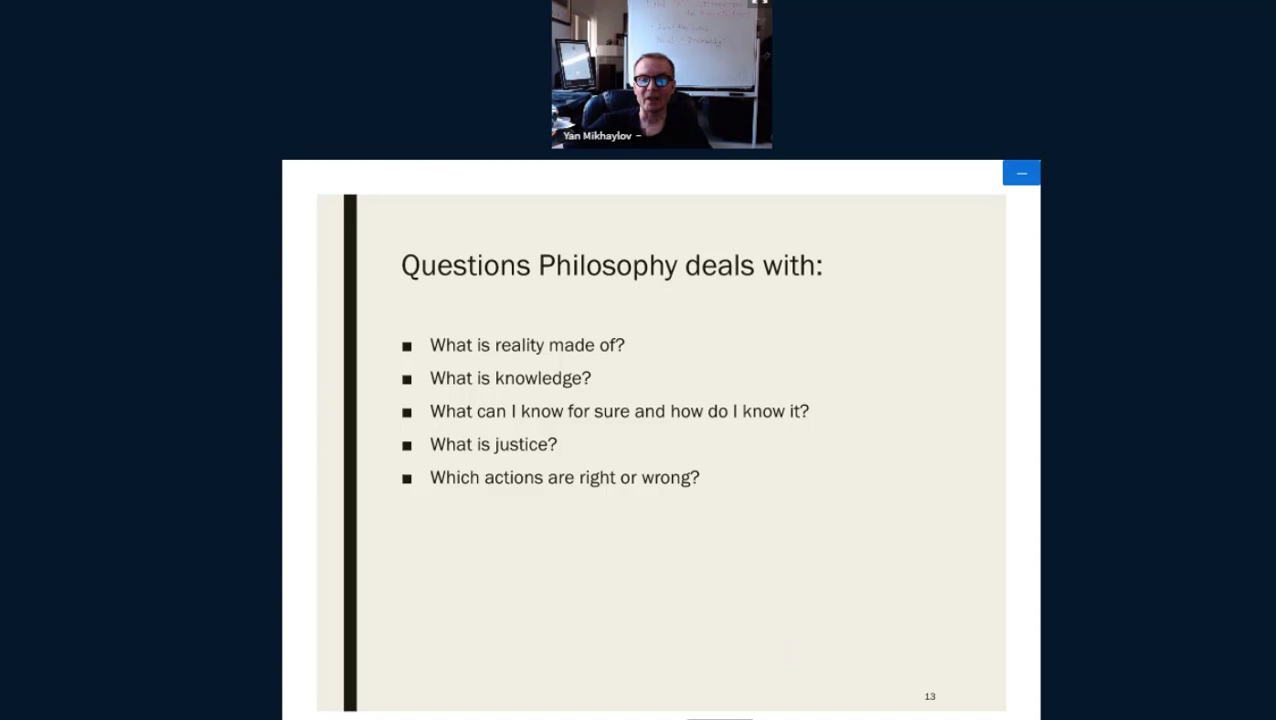 Yan Mikhaylov
Questions Philosophy deals with:
■ What is reality made of?
■ What is knowledge?
■ What can I know for sure and how do I know it?
■ What is justice?
■ Which actions are right or wrong?
13